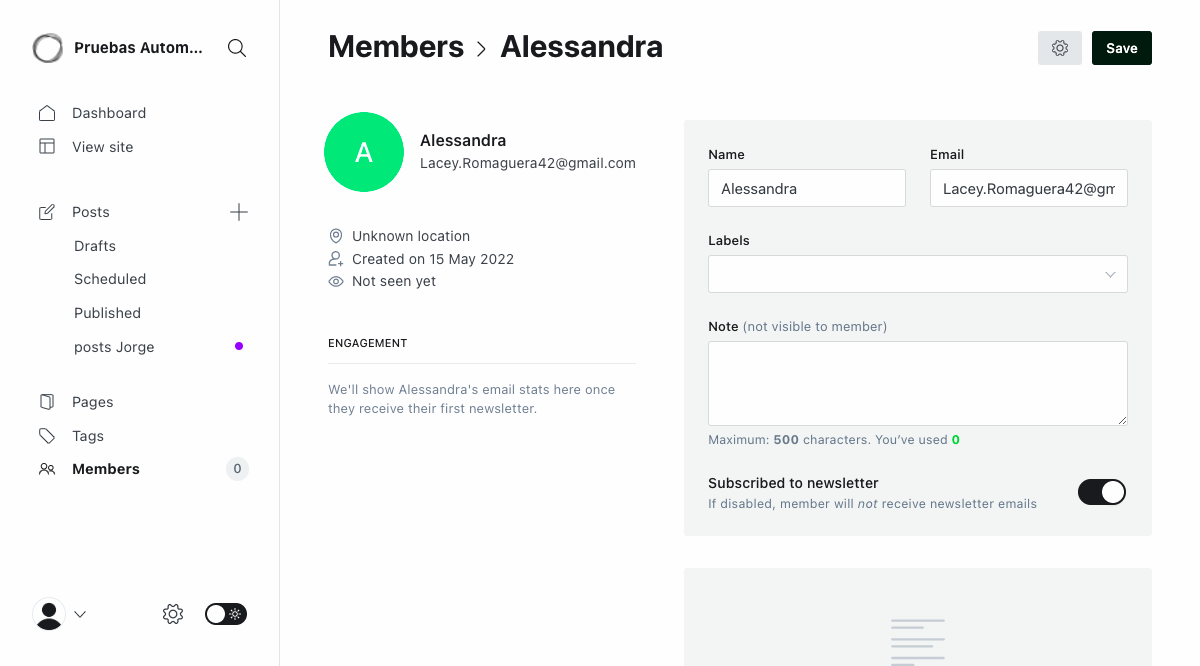 Pruebas Autom...
Dashboard
View site
Posts
Drafts
Scheduled
Published
posts Jorge
Pages
Tags
Members
0
Members > Alessandra
Save
A
Alessandra
Lacey.Romaguera42@gmail.com
Unknown location
Created on 15 May 2022
Not seen yet
ENGAGEMENT
We'll show Alessandra's email stats here once
they receive their first newsletter.
Name
Email
Alessandra
Lacey.Romaguera42@gm
Labels
Note (not visible to member)
Maximum: 500 characters. You've used 0
Subscribed to newsletter
If disabled, member will not receive newsletter emails